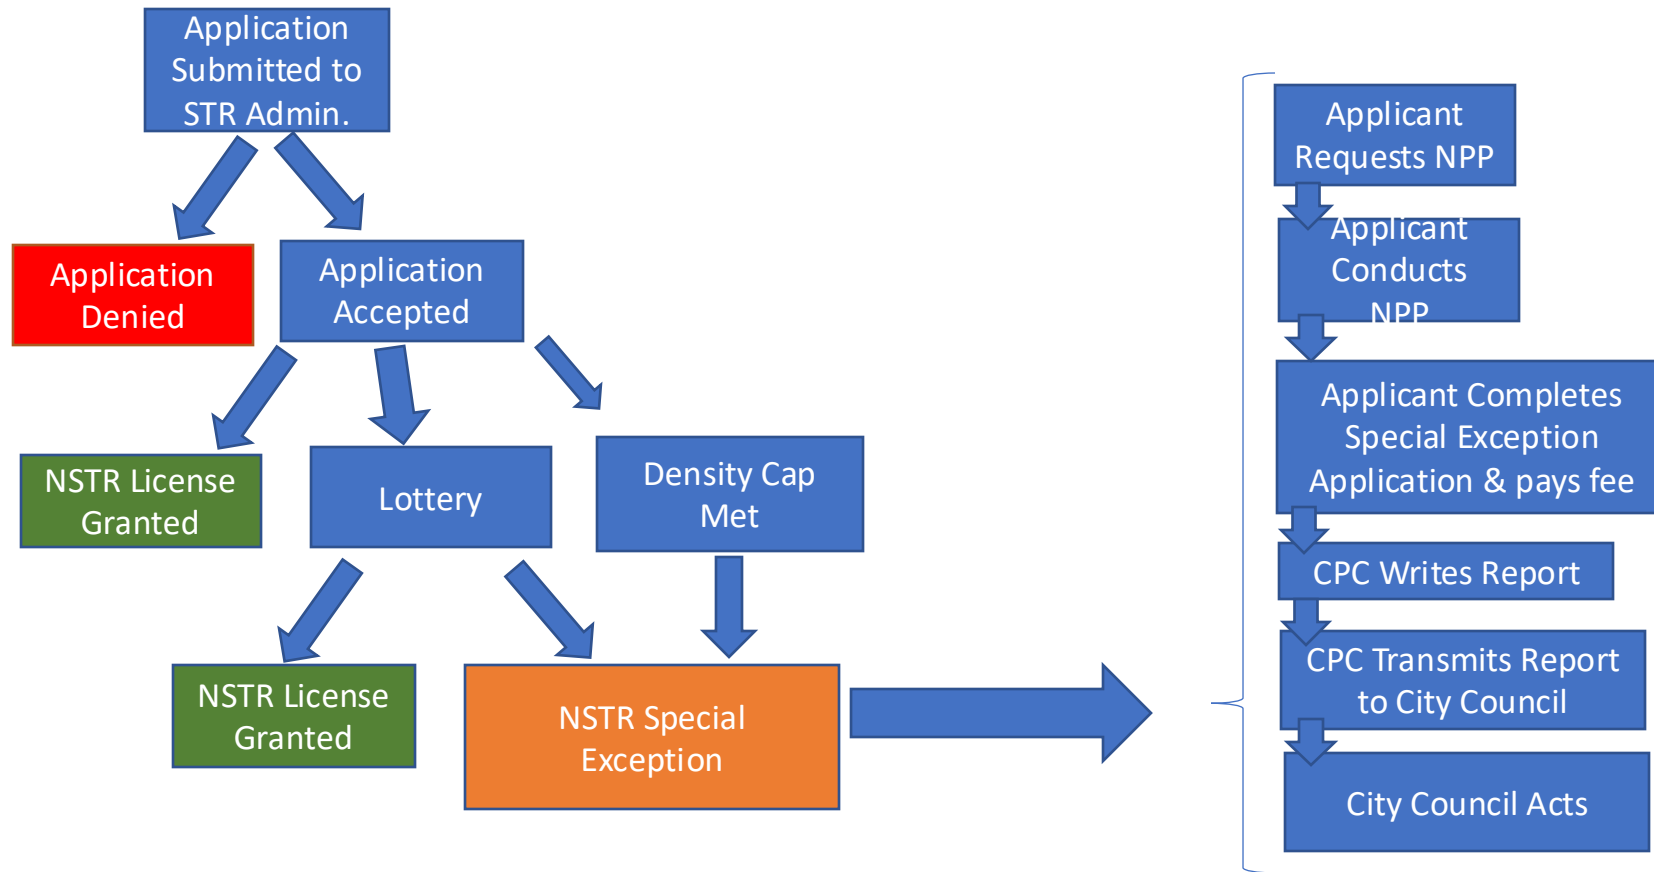 Application
Submitted to
STR Admin.
Application
Denied
Application
Accepted
NSTR License
Granted
Lottery
Density Cap
Met
NSTR License
Granted
NSTR Special
Exception
Applicant
Requests NPP
Applicant
Conducts
NPP
Applicant Completes
Special Exception
Application & pays fee
CPC Writes Report
CPC Transmits Report
to City Council
City Council Acts